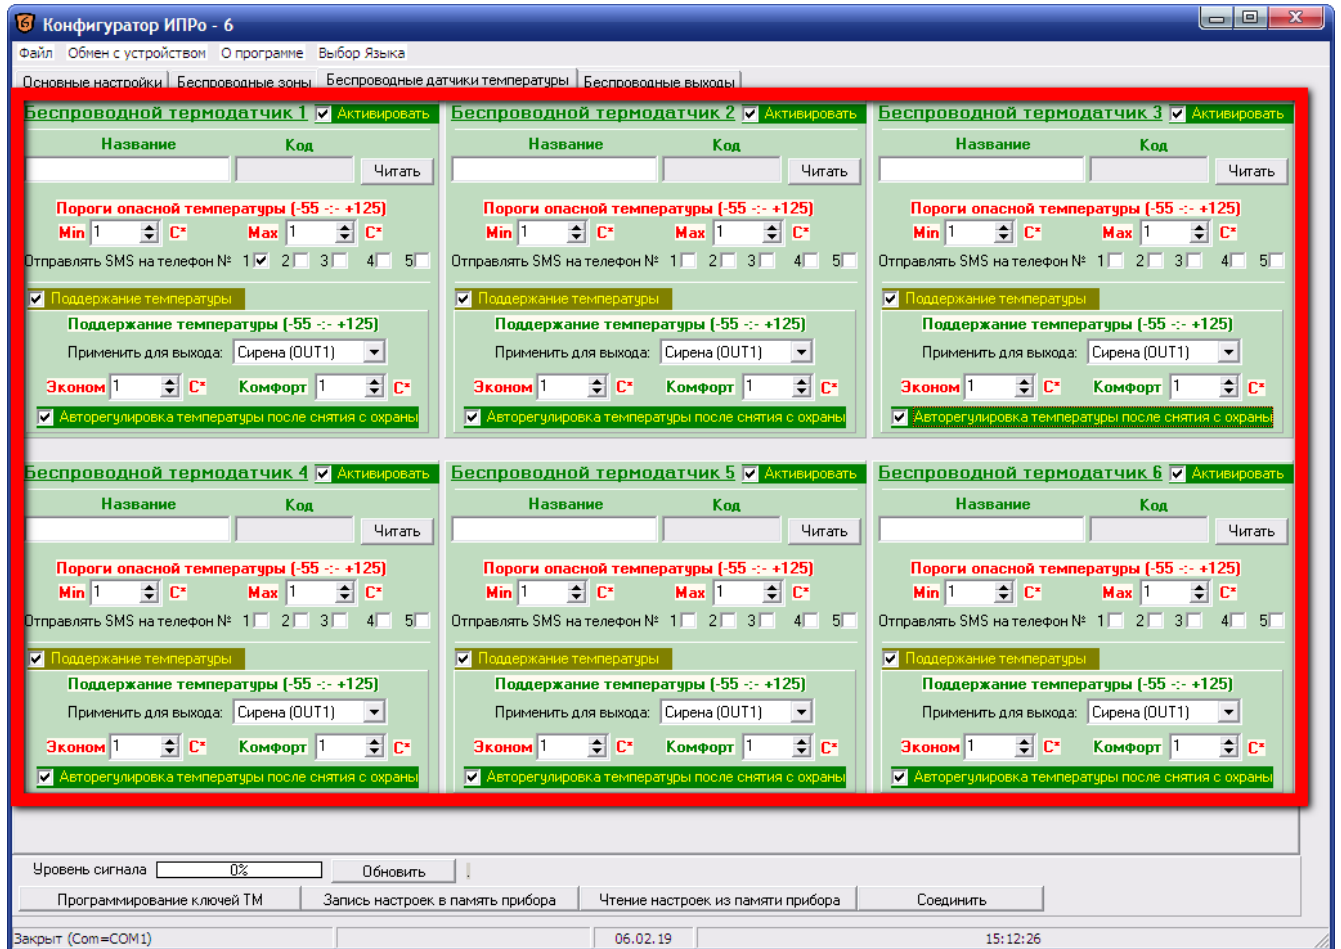 Конфигуратор ИПРо - 6
Файл Обмен с устройством О программе Выбор Языка
Основные настройки Беспроводные зоны Беспроводные датчики температуры Беспроводные выходы
Беспроводной термодатчик 1 Активировать Беспроводной термодатчик 2 Активировать Беспроводной термодатчик 3 Активировать
Название Код Название Код Название Код
Читать Читать Читать
Пороги опасной температуры (-55 -:- +125) Пороги опасной температуры (-55 -:- +125) Пороги опасной температуры (-55 -:- +125)
Min 1 C* Max 1 C* Min 1 C* Max 1 C* Min 1 C* Max 1 C*
Отправлять SMS на телефон № 1 2 3 4 5 Отправлять SMS на телефон № 1 2 3 4 5 Отправлять SMS на телефон № 1 2 3 4 5
Поддержание температуры Поддержание температуры Поддержание температуры
Поддержание температуры (-55 -:- +125) Поддержание температуры (-55 -:- +125) Поддержание температуры (-55 -:- +125)
Применить для выхода: Сирена (OUT1) Применить для выхода: Сирена (OUT1) Применить для выхода: Сирена (OUT1)
Эконом 1 C* Комфорт 1 C* Эконом 1 C* Комфорт 1 C* Эконом 1 C* Комфорт 1 C*
Авторегулировка температуры после снятия с охраны Авторегулировка температуры после снятия с охраны Авторегулировка температуры после снятия с охраны
Беспроводной термодатчик 4 Активировать Беспроводной термодатчик 5 Активировать Беспроводной термодатчик 6 Активировать
Название Код Название Код Название Код
Читать Читать Читать
Пороги опасной температуры (-55 -:- +125) Пороги опасной температуры (-55 -:- +125) Пороги опасной температуры (-55 -:- +125)
Min 1 C* Max 1 C* Min 1 C* Max 1 C* Min 1 C* Max 1 C*
Отправлять SMS на телефон № 1 2 3 4 5 Отправлять SMS на телефон № 1 2 3 4 5 Отправлять SMS на телефон № 1 2 3 4 5
Поддержание температуры Поддержание температуры Поддержание температуры
Поддержание температуры (-55 -:- +125) Поддержание температуры (-55 -:- +125) Поддержание температуры (-55 -:- +125)
Применить для выхода: Сирена (OUT1) Применить для выхода: Сирена (OUT1) Применить для выхода: Сирена (OUT1)
Эконом 1 C* Комфорт 1 C* Эконом 1 C* Комфорт 1 C* Эконом 1 C* Комфорт 1 C*
Авторегулировка температуры после снятия с охраны Авторегулировка температуры после снятия с охраны Авторегулировка температуры после снятия с охраны
Уровень сигнала 0% Обновить .
Программирование ключей ТМ Запись настроек в память прибора Чтение настроек из памяти прибора Соединить
Закрыт (Com=COM1) 06.02.19 15:12:26